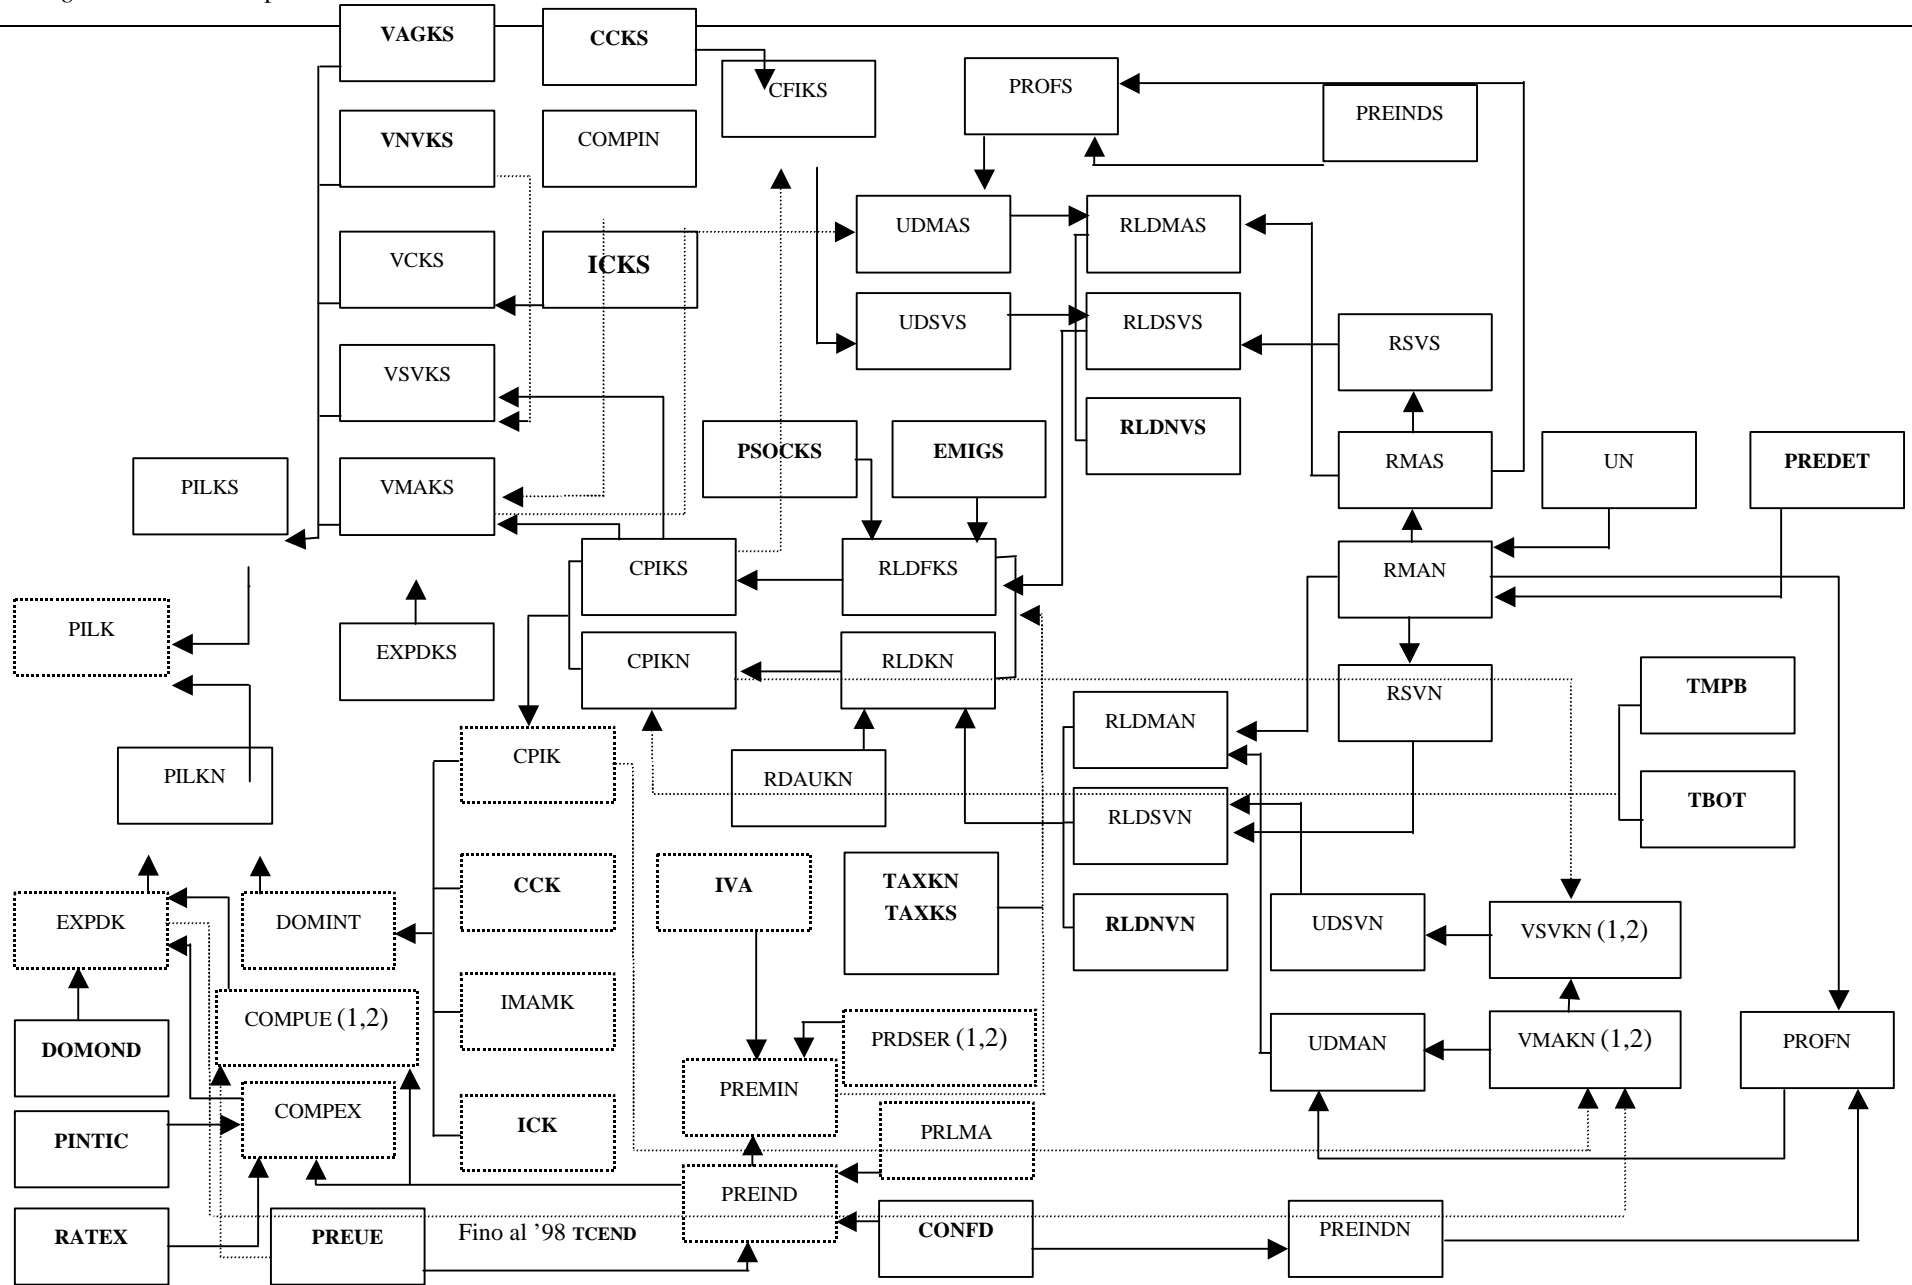 VAGKS
CCKS
CFIKS
PROFS
PREINDS
VNVKS
COMPIN
UDMAS
RLDMAS
VCKS
ICKS
UDSVS
RLDSVS
RSVS
VSVKS
PSOCKS
EMIGS
RLDNVS
RMAS
UN
PREDET
PILKS
VMAKS
CPIKS
RLDFKS
RMAN
PILK
EXPDKS
CPIKN
RLDKN
RSVN
TMPB
RLDMAN
CPIK
PILKN
RDAUKN
RLDSVN
TBOT
CCK
IVA
TAXKN
TAXKS
EXPDK
DOMINT
RLDNVN
UDSVN
VSVKN (1,2)
IMAMK
COMPUE (1,2)
DOMOND
PRDSER (1,2)
UDMAN
VMAKN (1,2)
PROFN
PREMIN
COMPEX
ICK
PRLMA
PINTIC
PREIND
RATEX
PREUE
Fino al ’98 TCEND
CONFD
PREINDN